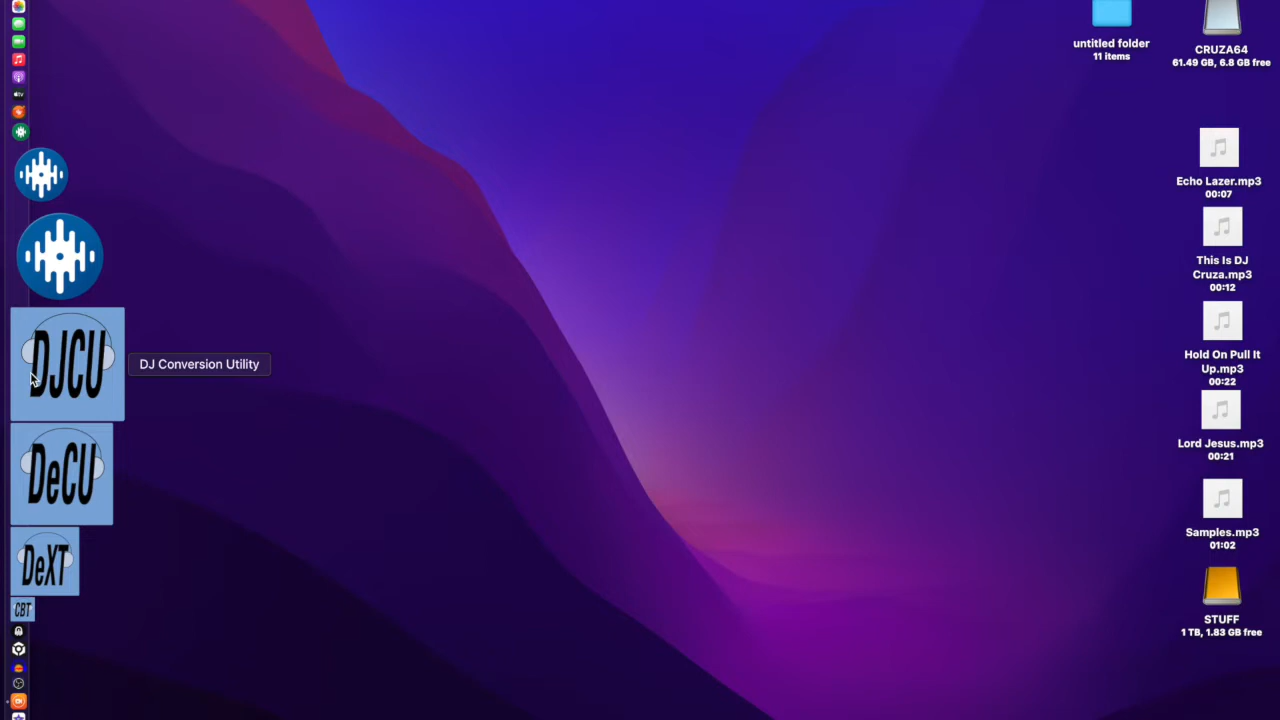 untitled folder
11 items
CRUZA64
61.49 GB, 6.8 GB free
Echo Lazer.mp3
00:07
This Is DJ
Cruza.mp3
00:12
DJCU
DJ Conversion Utility
Hold On Pull It
Up.mp3
00:22
DeCU
Lord Jesus.mp3
00:21
DeXT
Samples.mp3
01:02
CBT
STUFF
1 TB, 1.83 GB free